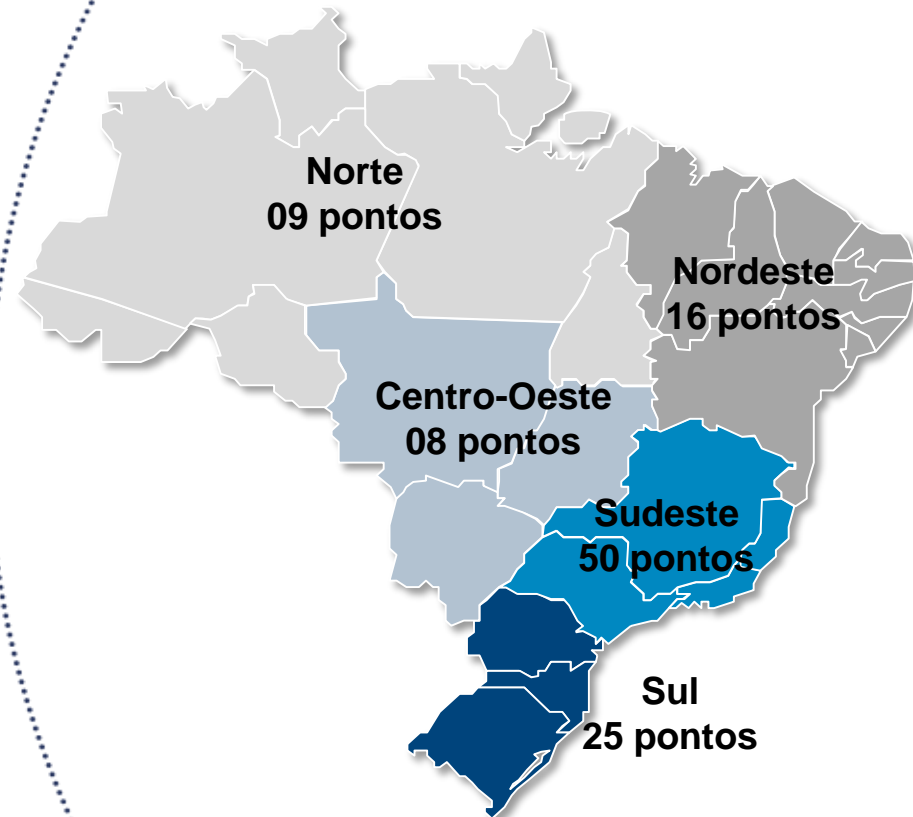 Norte
09 pontos
Nordeste
16 pontos
Centro-Oeste
08 pontos
Sudeste
50 pontos
Sul
25 pontos